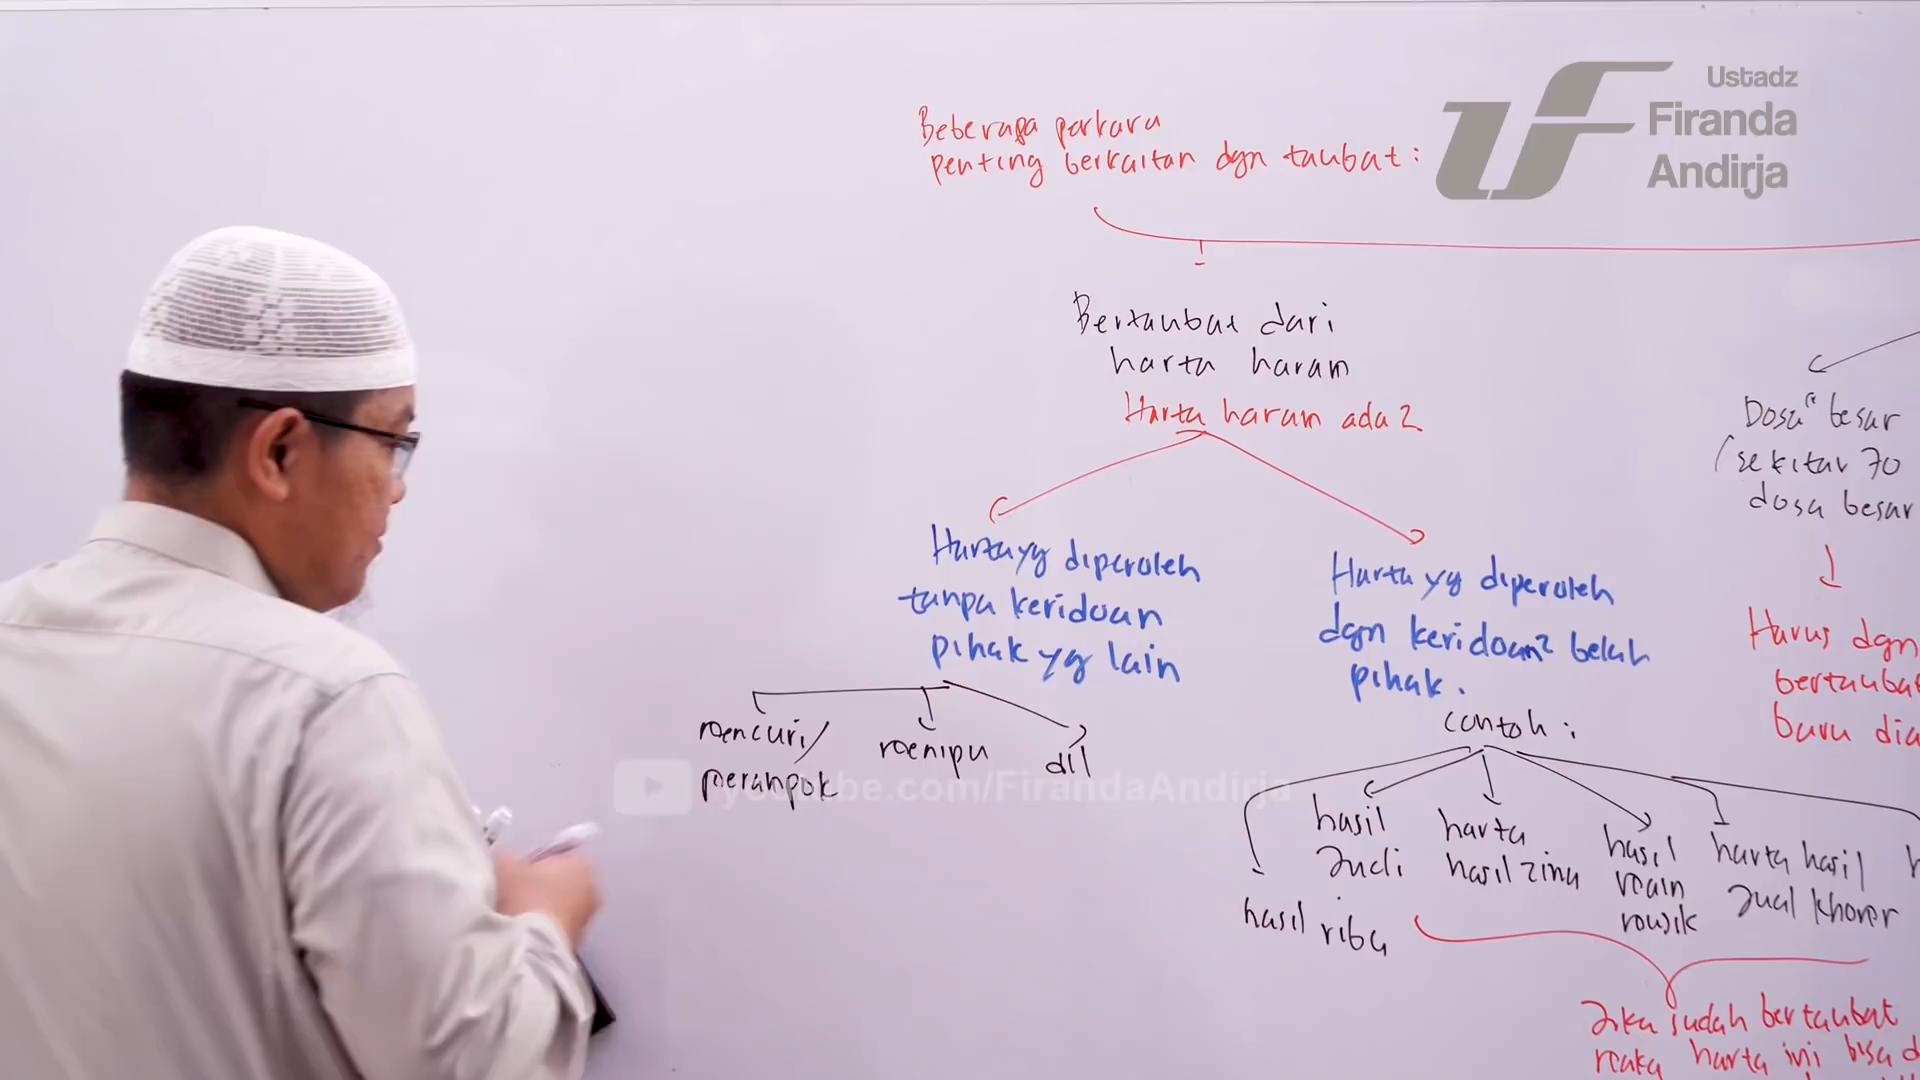 Ustadz
Firanda
Andirja
Beberapa perkara
penting berkaitan dgn taubat :
Bertaubat dari
harta haram
Harta haram ada 2
Harta yg diperoleh
tanpa keridoan
pihak yg lain
mencuri/
merampok
menipu
dll
Harta yg diperoleh
dgn keridoan² belah
pihak .
contoh :
hasil riba
hasil
Judi
harta
hasil zina
hasil
main
musik
harta hasil
Jual khomr
Jika sudah bertaubat
maka harta ini bisa d
Dosa² besar
(sekitar 70
dosa besar
Harus dgn
bertaubat
baru dia
youtube.com/FirandaAndirja